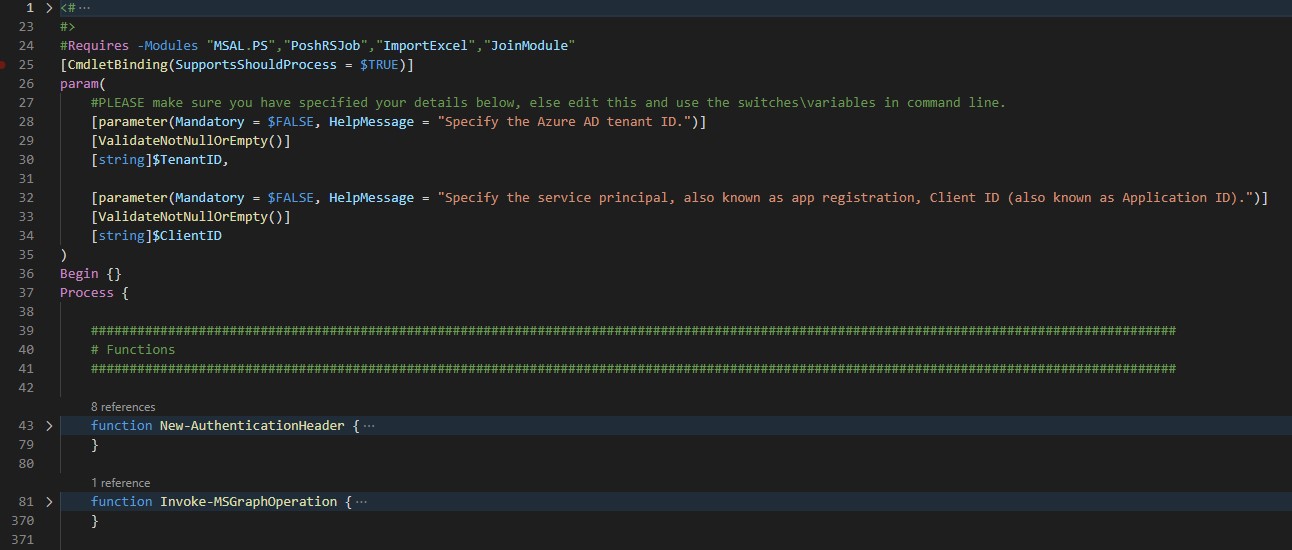 1 <# ...
23 #>
24 #Requires -Modules "MSAL.PS","PoshRSJob","ImportExcel","JoinModule"
25 [CmdletBinding(SupportsShouldProcess = $TRUE)]
26 param(
27 #PLEASE make sure you have specified your details below, else edit this and use the switches\variables in command line.
28 [parameter(Mandatory = $FALSE, HelpMessage = "Specify the Azure AD tenant ID.")]
29 [ValidateNotNullOrEmpty()]
30 [string]$TenantID,
31
32 [parameter(Mandatory = $FALSE, HelpMessage = "Specify the service principal, also known as app registration, Client ID (also known as Application ID).")]
33 [ValidateNotNullOrEmpty()]
34 [string]$ClientID
35 )
36 Begin {}
37 Process {
38
39 #############################################################################################################################################
40 # Functions
41 #############################################################################################################################################
42
8 references
43 function New-AuthenticationHeader { ...
79 }
80
1 reference
81 function Invoke-MSGraphOperation { ...
370 }
371